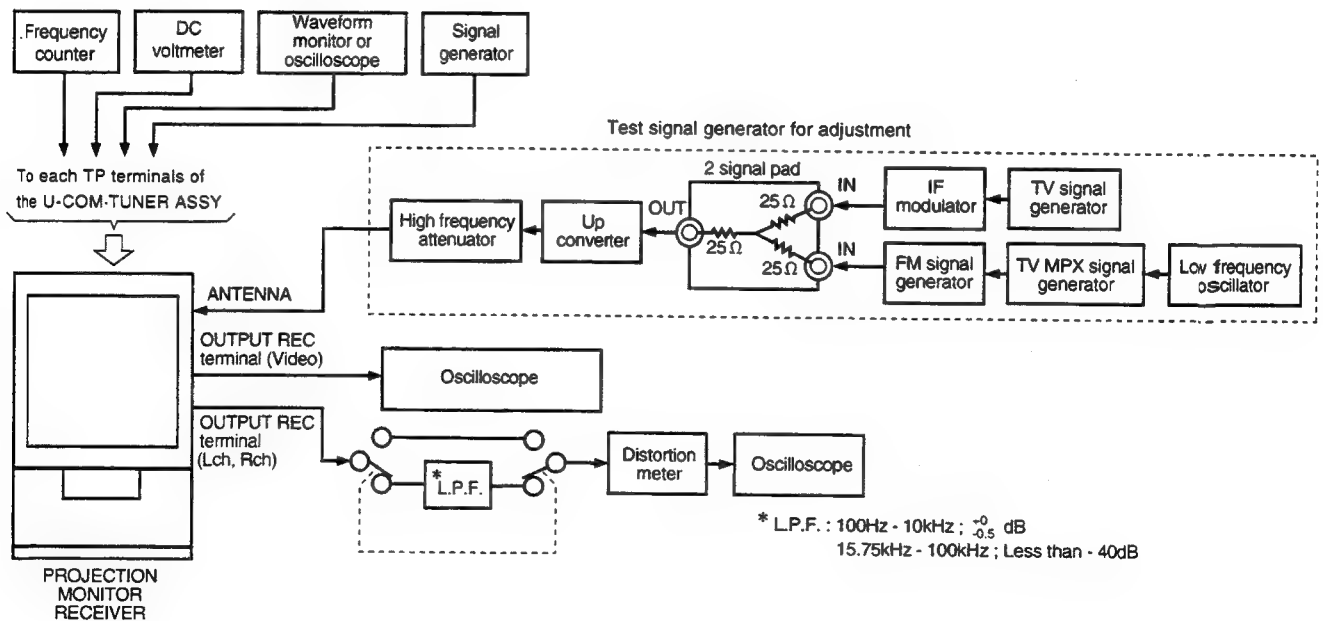 .Frequency
counter
DC
voltmeter
Waveform
monitor or
oscilloscope
Signal
generator
To each TP terminals of
the U-COM-TUNER ASSY
Test signal generator for adjustment
2 signal pad
IN
25Ω
OUT
25Ω
IN
25Ω
IF
modulator
TV signal
generator
High frequency
attenuator
Up
converter
FM signal
generator
TV MPX signal
generator
Low frequency
oscillator
ANTENNA
OUTPUT REC
terminal (Video)
Oscilloscope
OUTPUT REC
terminal
(Lch, Rch)
*L.P.F.
Distortion
meter
Oscilloscope
* L.P.F. : 100Hz - 10kHz ; +0 -0.5 dB
15.75kHz - 100kHz ; Less than - 40dB
PROJECTION
MONITOR
RECEIVER